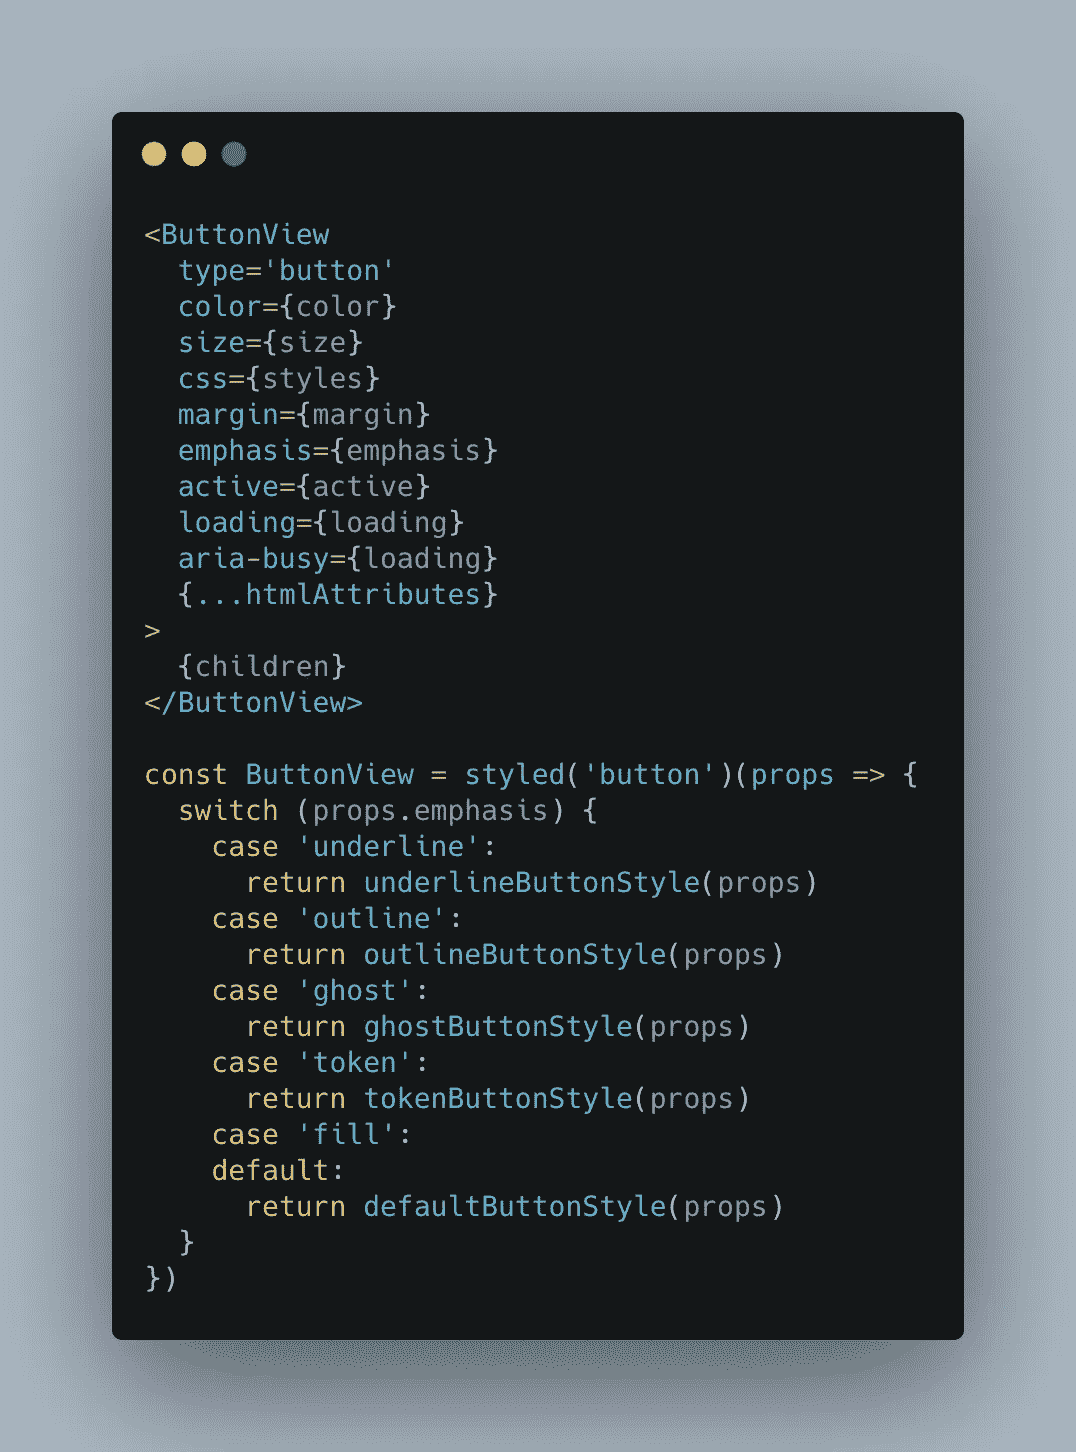 <ButtonView
  type='button'
  color={color}
  size={size}
  css={styles}
  margin={margin}
  emphasis={emphasis}
  active={active}
  loading={loading}
  aria-busy={loading}
  {...htmlAttributes}
>
  {children}
</ButtonView>

const ButtonView = styled('button')(props => {
  switch (props.emphasis) {
    case 'underline':
      return underlineButtonStyle(props)
    case 'outline':
      return outlineButtonStyle(props)
    case 'ghost':
      return ghostButtonStyle(props)
    case 'token':
      return tokenButtonStyle(props)
    case 'fill':
    default:
      return defaultButtonStyle(props)
  }
})